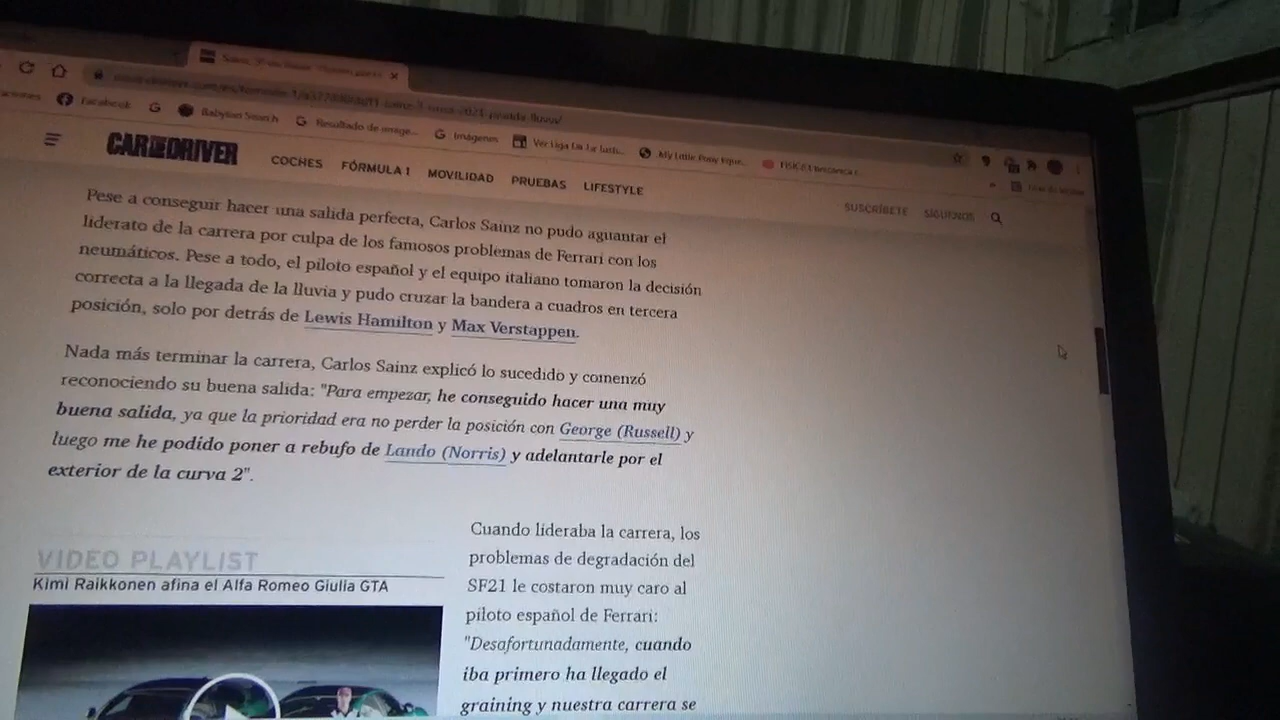 Facebook
Resultado de image...
Imágenes
CAR AND DRIVER
COCHES FÓRMULA 1 MOVILIDAD PRUEBAS LIFESTYLE
SUSCRÍBETE SÍGUENOS
Pese a conseguir hacer una salida perfecta, Carlos Sainz no pudo aguantar el
liderato de la carrera por culpa de los famosos problemas de Ferrari con los
neumáticos. Pese a todo, el piloto español y el equipo italiano tomaron la decisión
correcta a la llegada de la lluvia y pudo cruzar la bandera a cuadros en tercera
posición, solo por detrás de Lewis Hamilton y Max Verstappen.
Nada más terminar la carrera, Carlos Sainz explicó lo sucedido y comenzó
reconociendo su buena salida: "Para empezar, he conseguido hacer una muy
buena salida, ya que la prioridad era no perder la posición con George (Russell) y
luego me he podido poner a rebufo de Lando (Norris) y adelantarle por el
exterior de la curva 2".
VIDEO PLAYLIST
Kimi Raikkonen afina el Alfa Romeo Giulia GTA
Cuando lideraba la carrera, los
problemas de degradación del
SF21 le costaron muy caro al
piloto español de Ferrari:
"Desafortunadamente, cuando
iba primero ha llegado el
graining y nuestra carrera se